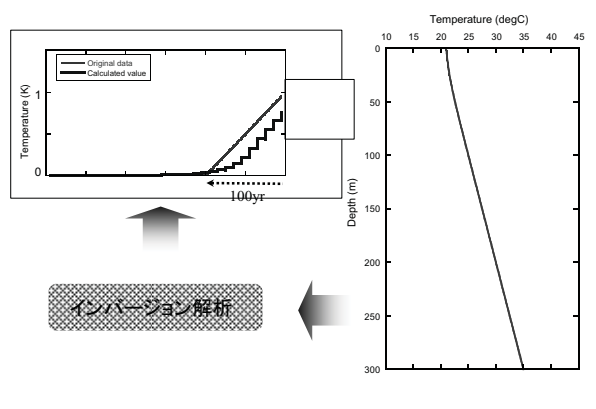 Original data
Calculated value
Temperature (K)
1
0
100yr
インバージョン解析
Temperature (degC)
10 15 20 25 30 35 40 45
Depth (m)
0
50
100
150
200
250
300